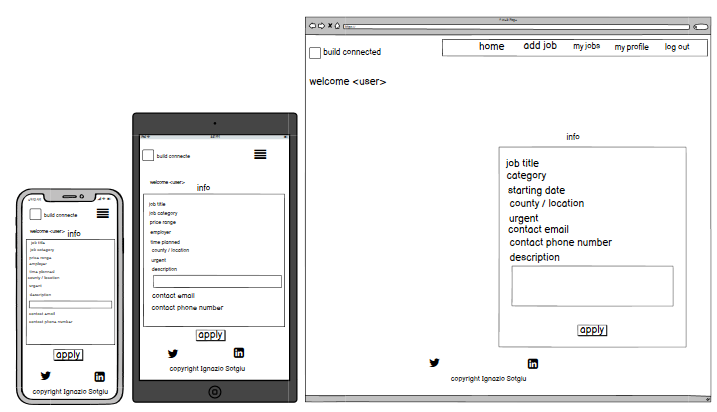 build connecte
welcome <user>
info
job title
job category
price range
employer
time planned
county / location
urgent
description
contact email
contact phone number
apply
copyright Ignazio Sotgiu
build connecte
welcome <user>
info
job title
job category
price range
employer
time planned
county / location
urgent
description
contact email
contact phone number
apply
copyright Ignazio Sotgiu
build connected
home add job my jobs my profile log out
welcome <user>
info
job title
category
starting date
county / location
urgent
contact email
contact phone number
description
apply
copyright Ignazio Sotgiu